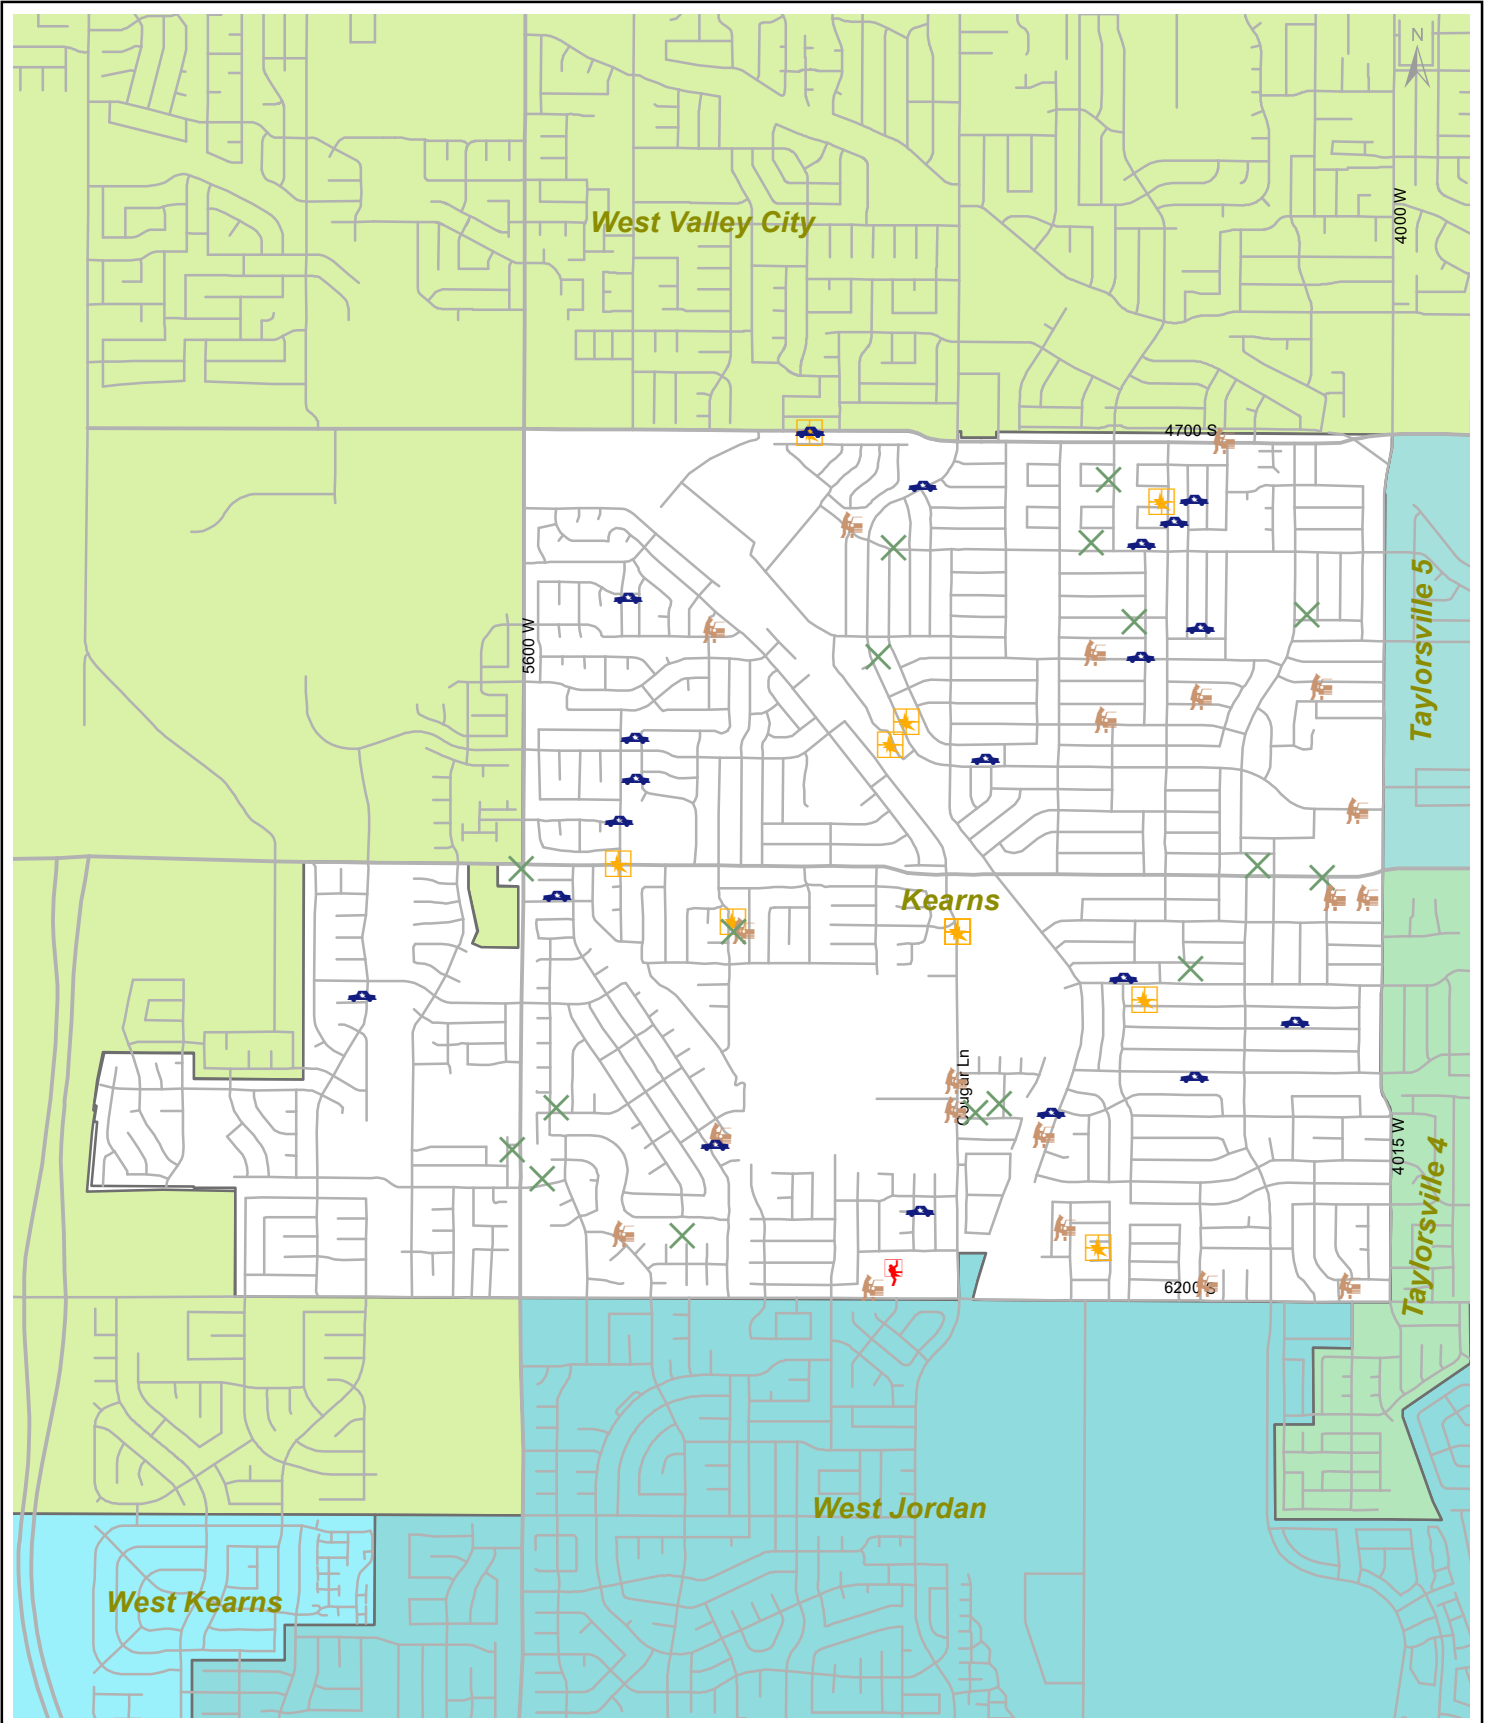 N
4000 W
West Valley City
4700 S
Taylorsville 5
5600 W
Kearns
Cougar Ln
4015 W
Taylorsville 4
6200 S
West Jordan
West Kearns